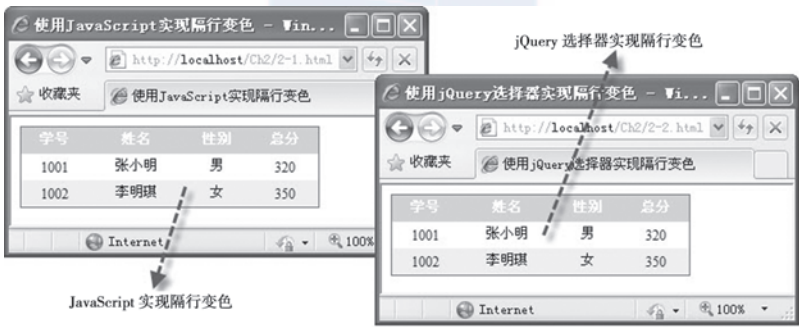 使用JavaScript实现隔行变色 - Win...
http://localhost/Ch2/2-1.html
收藏夹
使用JavaScript实现隔行变色
学号 姓名 性别 总分
1001 张小明 男 320
1002 李明琪 女 350
Internet
100%
JavaScript 实现隔行变色
jQuery 选择器实现隔行变色
使用jQuery选择器实现隔行变色 - Wi...
http://localhost/Ch2/2-2.html
收藏夹
使用jQuery选择器实现隔行变色
学号 姓名 性别 总分
1001 张小明 男 320
1002 李明琪 女 350
Internet
100%